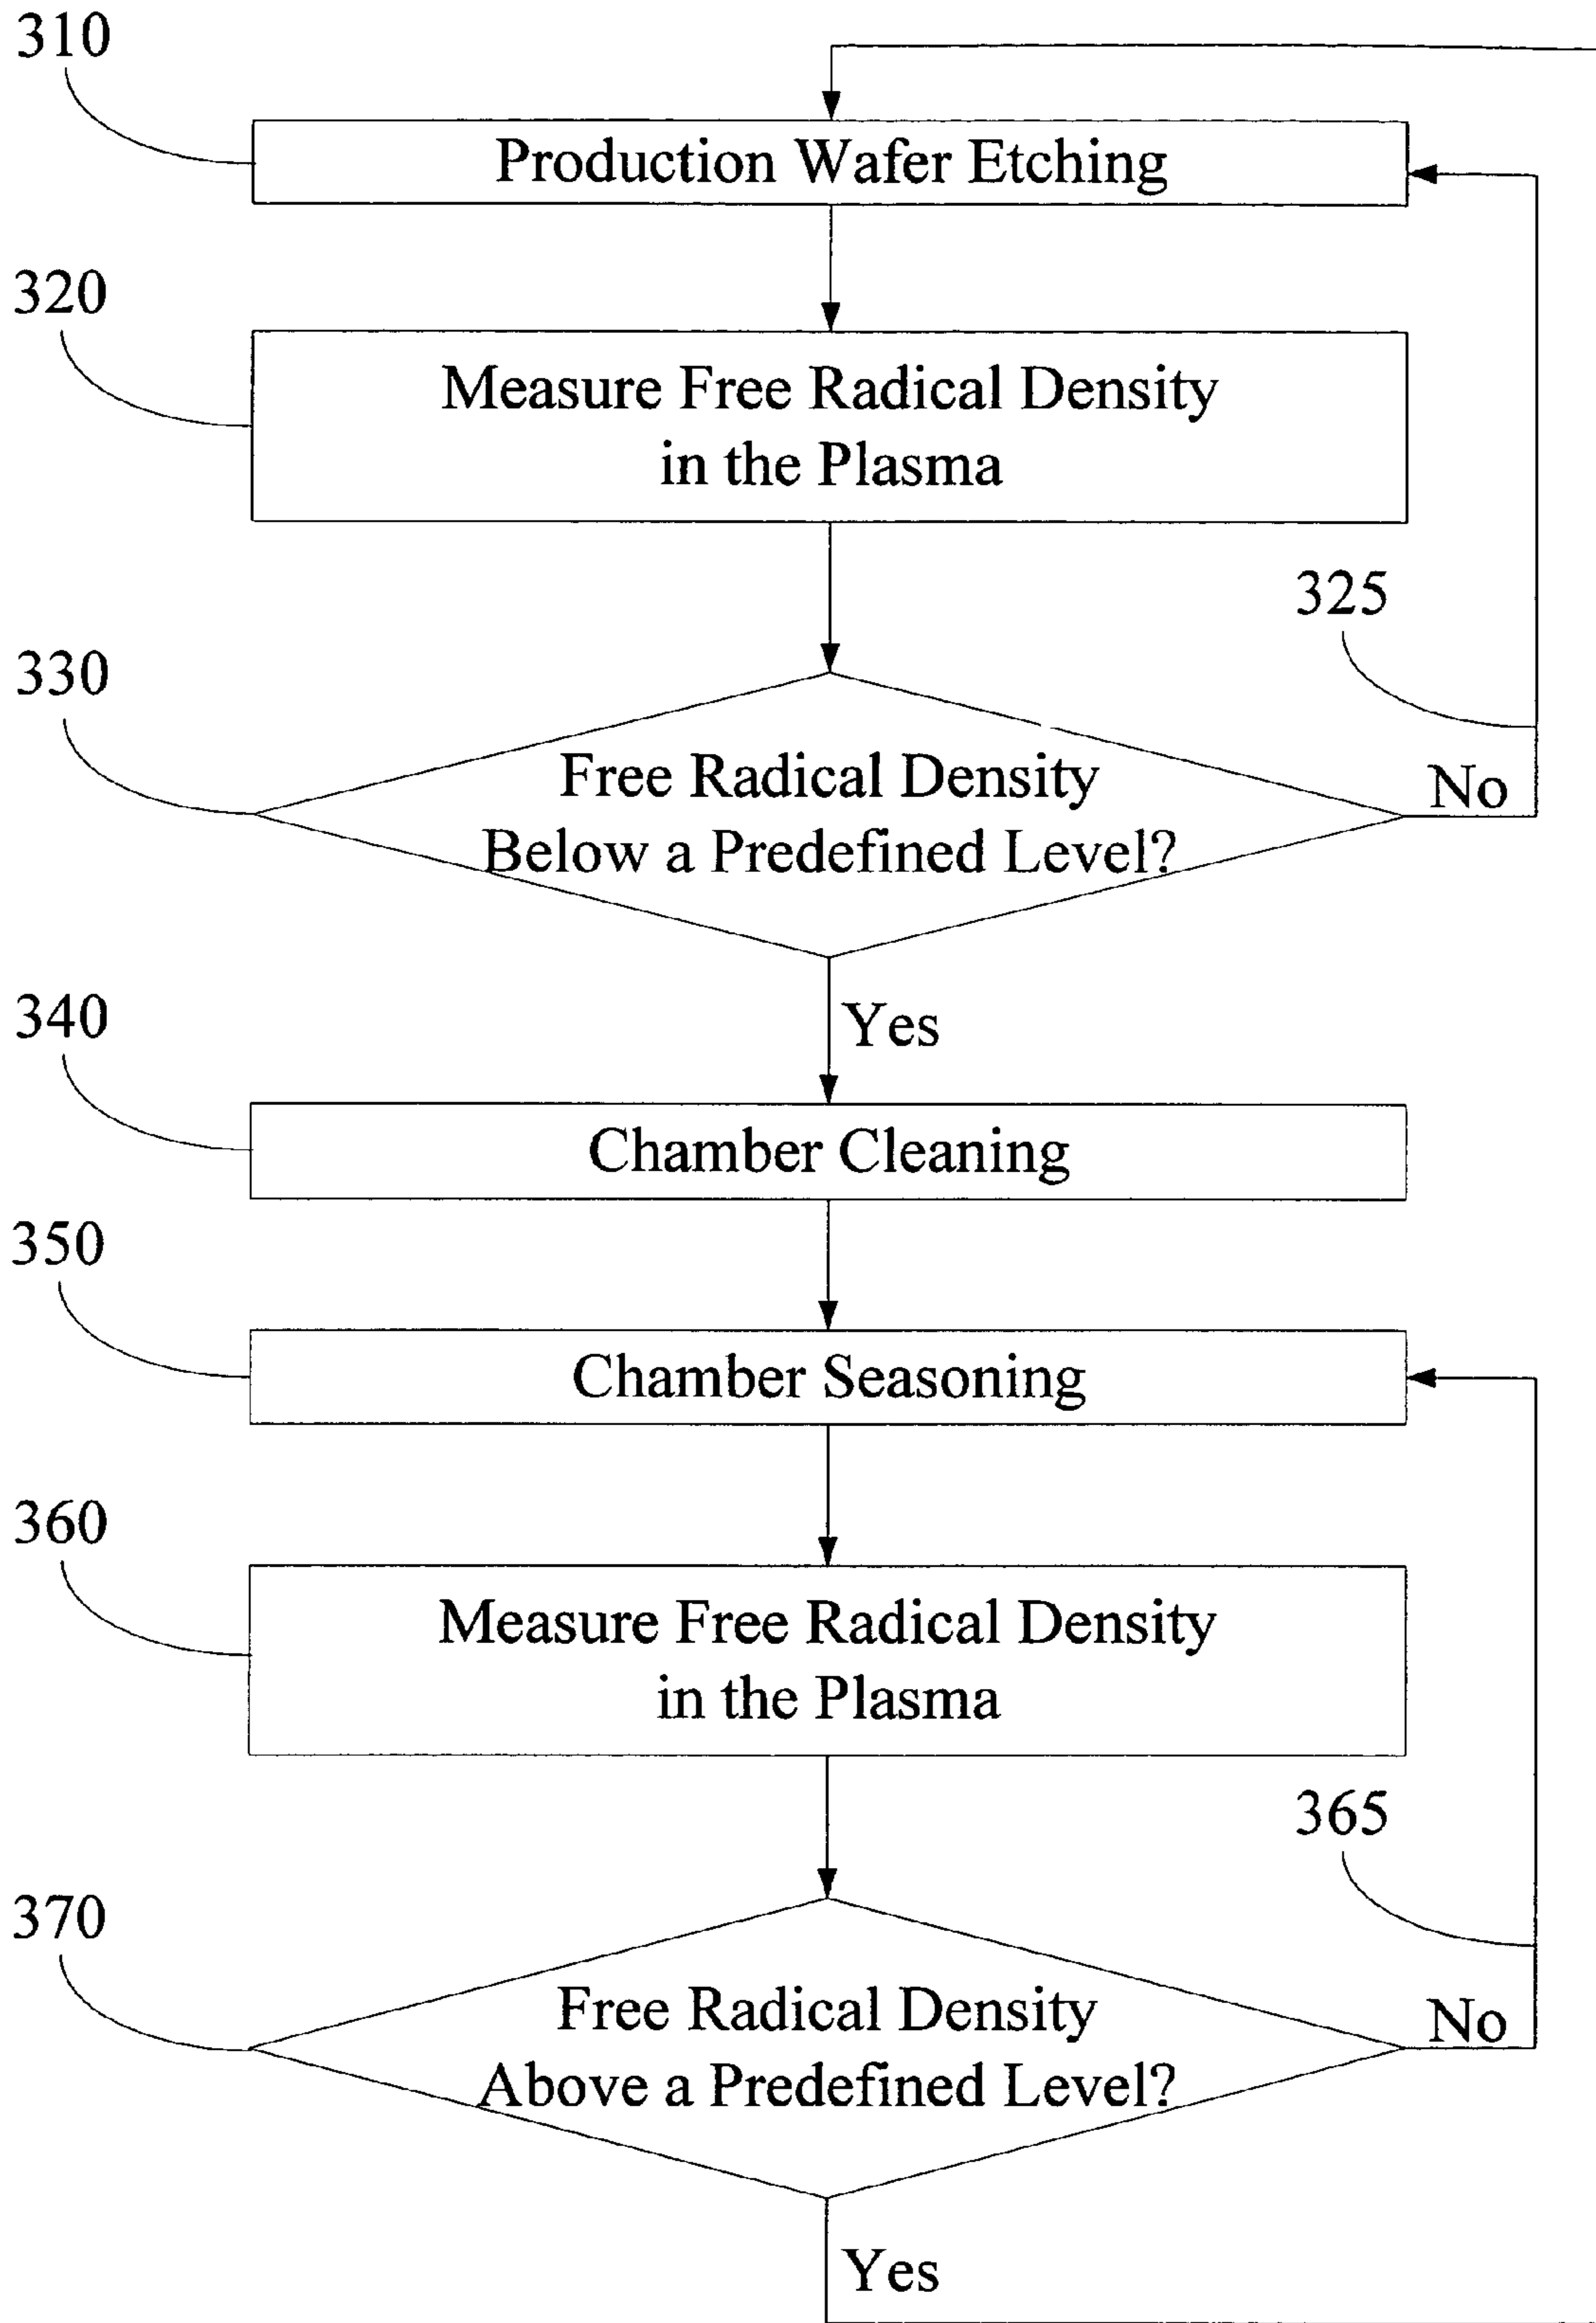 310
Production Wafer Etching
320
Measure Free Radical Density
in the Plasma
325
330
Free Radical Density
Below a Predefined Level?
No
Yes
340
Chamber Cleaning
350
Chamber Seasoning
360
Measure Free Radical Density
in the Plasma
365
370
Free Radical Density
Above a Predefined Level?
No
Yes